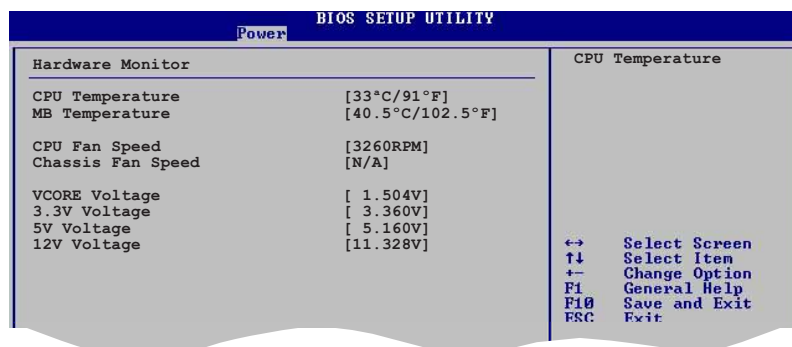 BIOS SETUP UTILITY
Power
Hardware Monitor
CPU Temperature [33ªC/91°F]
MB Temperature [40.5°C/102.5°F]
CPU Fan Speed [3260RPM]
Chassis Fan Speed [N/A]
VCORE Voltage [ 1.504V]
3.3V Voltage [ 3.360V]
5V Voltage [ 5.160V]
12V Voltage [11.328V]
CPU Temperature
↔ Select Screen
↑↓ Select Item
+- Change Option
F1 General Help
F10 Save and Exit
ESC Exit